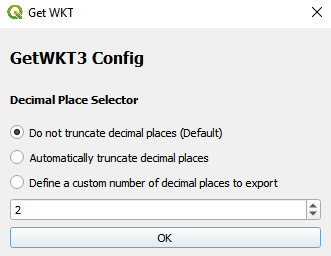 Get WKT
GetWKT3 Config
Decimal Place Selector
Do not truncate decimal places (Default)
Automatically truncate decimal places
Define a custom number of decimal places to export
2
OK